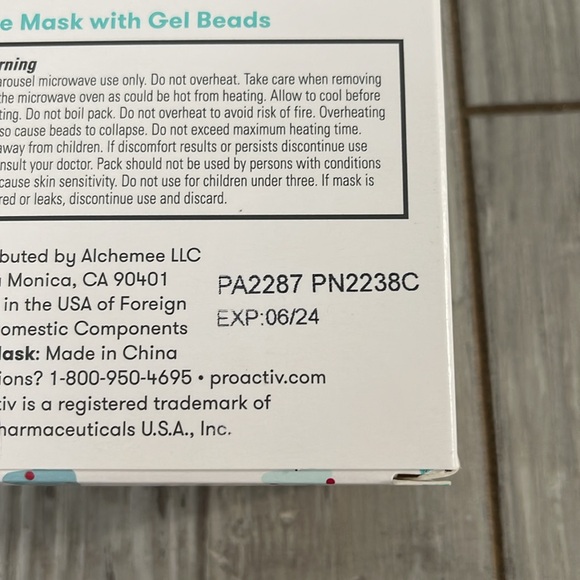 e Mask with Gel Beads
rning
arousel microwave use only. Do not overheat. Take care when removing
the microwave oven as could be hot from heating. Allow to cool before
ting. Do not boil pack. Do not overheat to avoid risk of fire. Overheating
so cause beads to collapse. Do not exceed maximum heating time.
away from children. If discomfort results or persists discontinue use
nsult your doctor. Pack should not be used by persons with conditions
cause skin sensitivity. Do not use for children under three. If mask is
red or leaks, discontinue use and discard.
buted by Alchemee LLC
Monica, CA 90401
in the USA of Foreign
omestic Components
Mask: Made in China
PA2287 PN2238C
EXP:06/24
ions? 1-800-950-4695 • proactiv.com
tiv is a registered trademark of
harmaceuticals U.S.A., Inc.